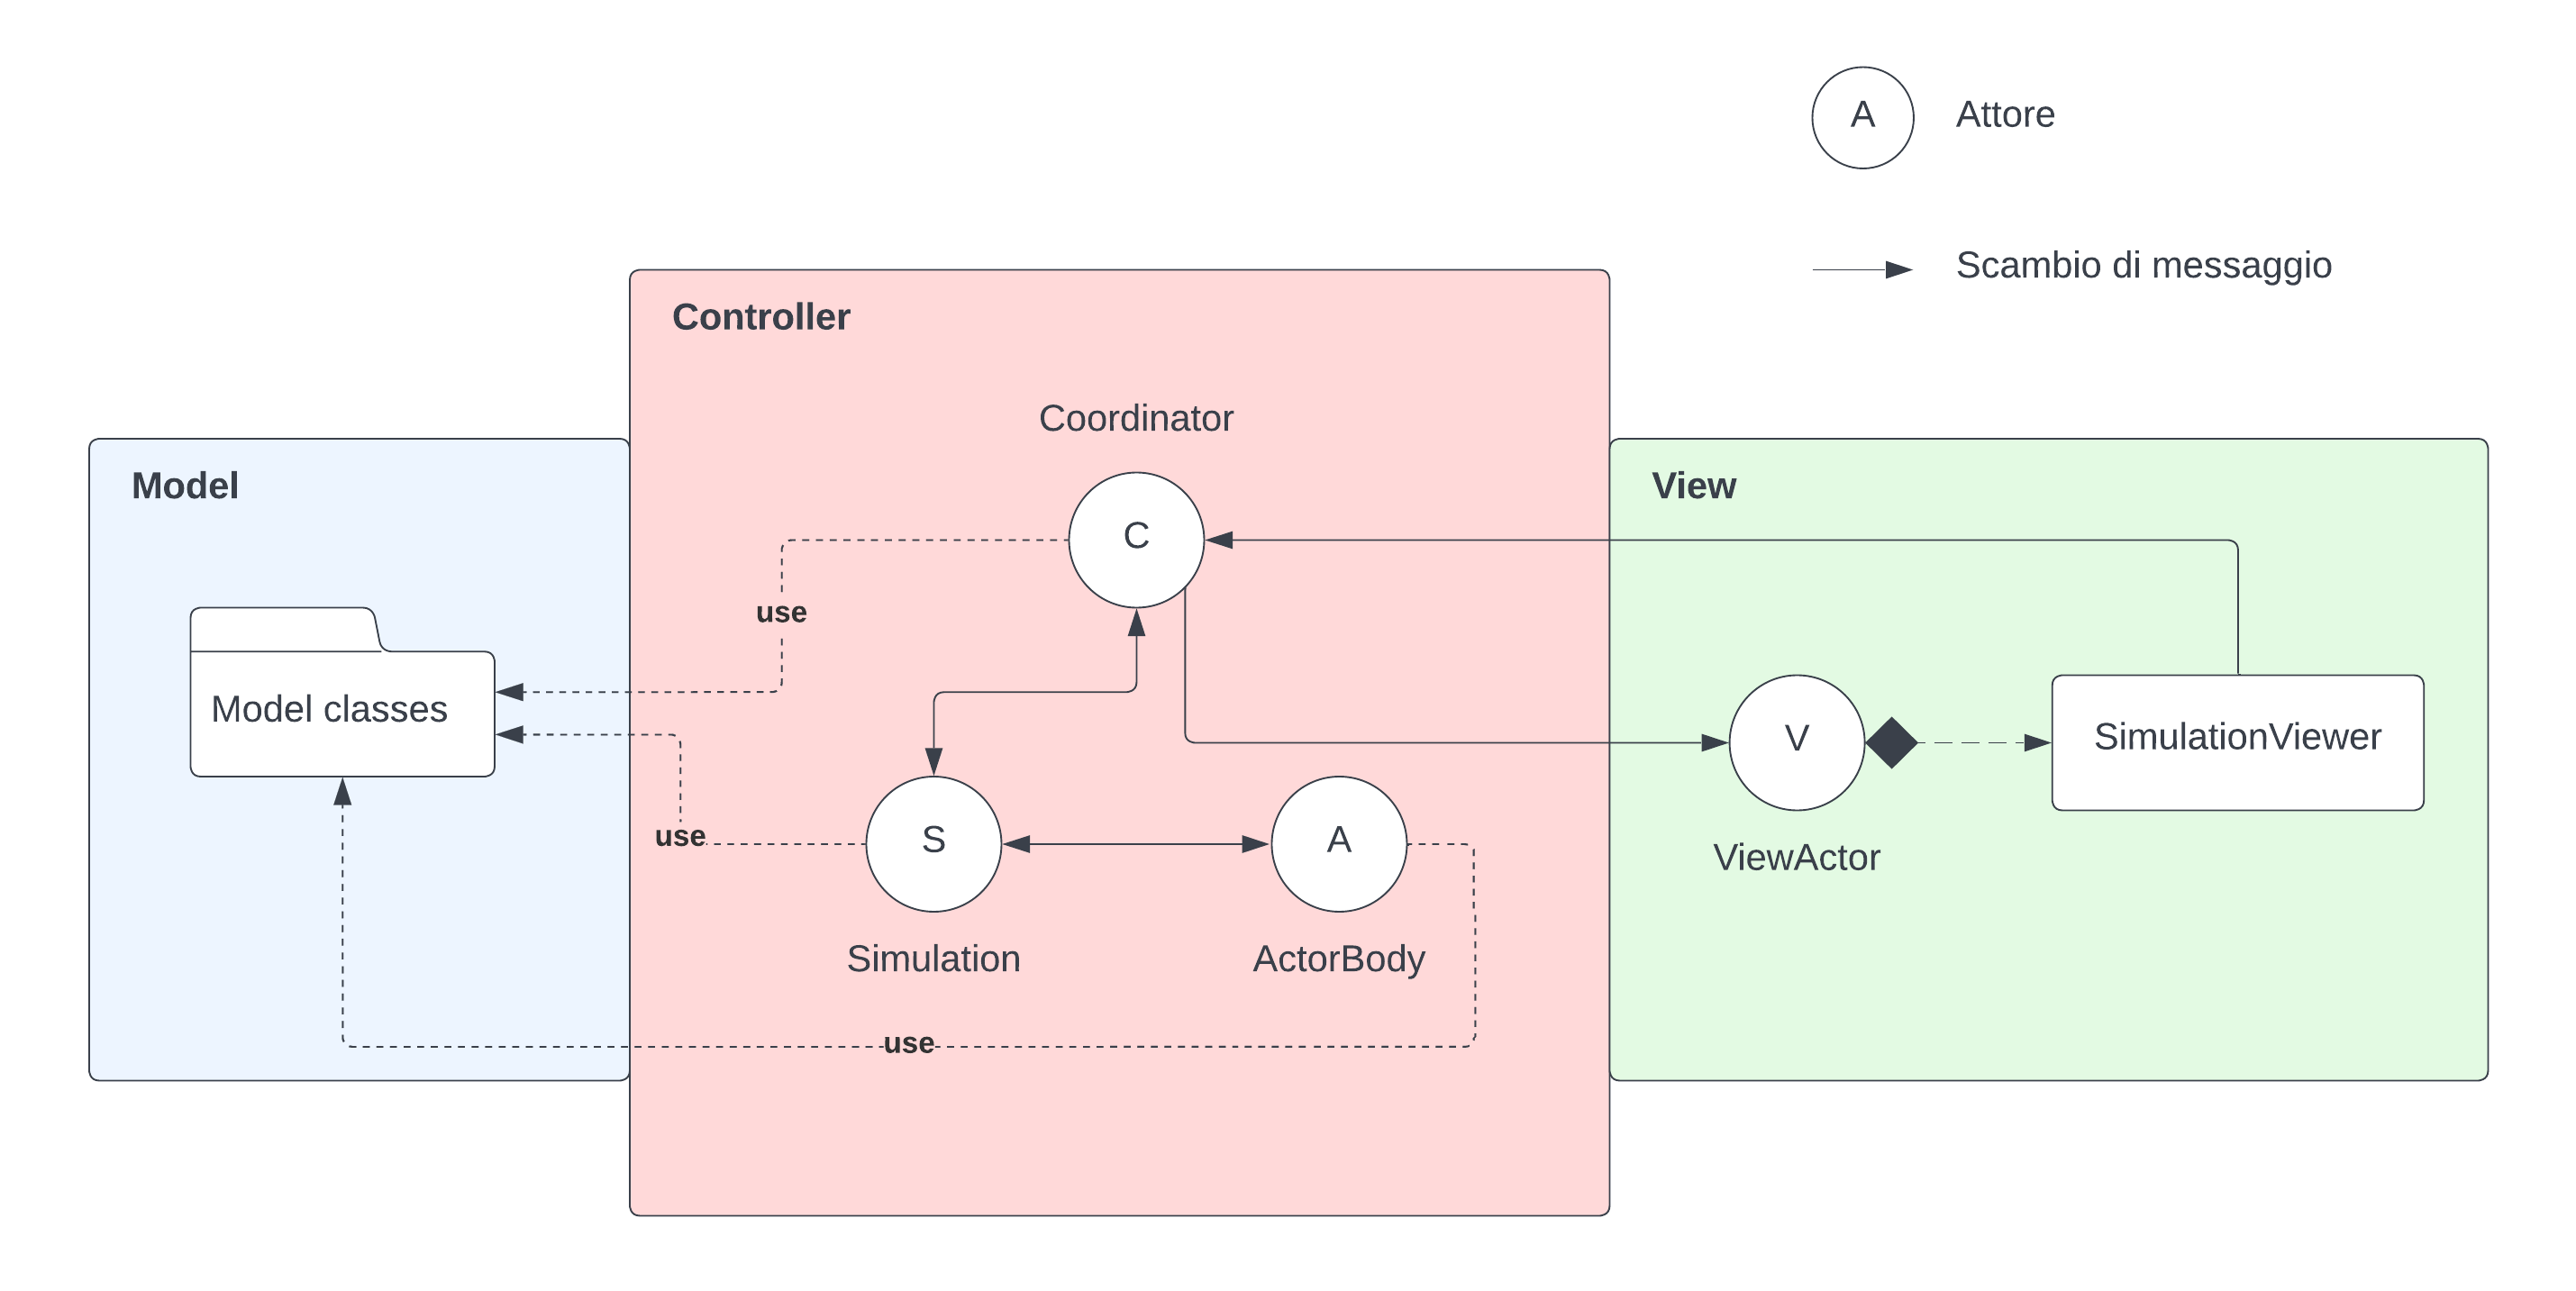 A
Attore
Scambio di messaggio
Controller
Coordinator
C
Model
View
use
Model classes
V
SimulationViewer
use
S
A
ViewActor
Simulation
ActorBody
use